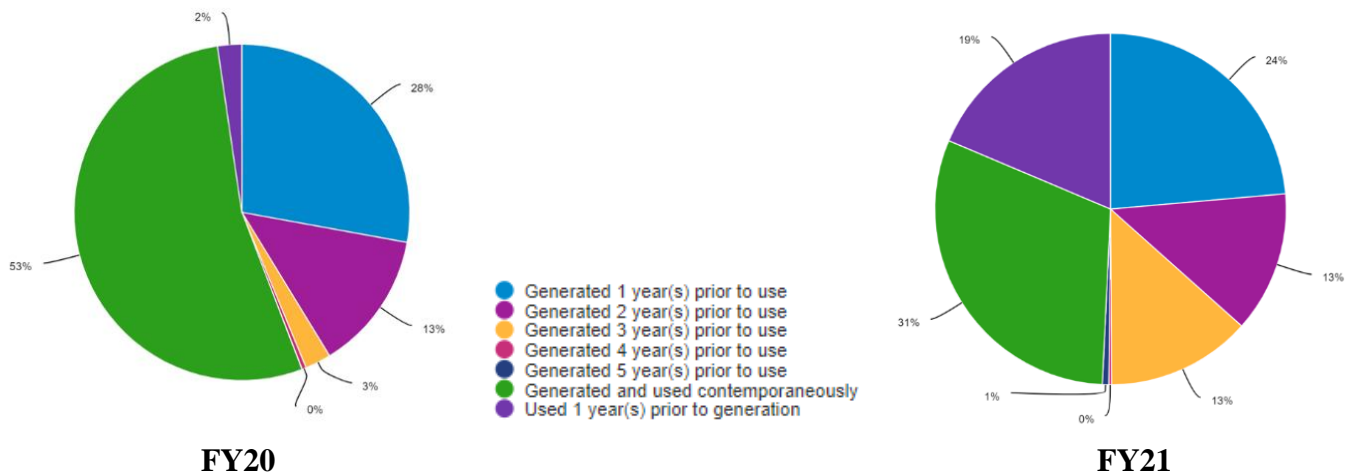 2%
28%
53%
13%
3%
0%
Generated 1 year(s) prior to use
Generated 2 year(s) prior to use
Generated 3 year(s) prior to use
Generated 4 year(s) prior to use
Generated 5 year(s) prior to use
Generated and used contemporaneously
Used 1 year(s) prior to generation
19%
24%
31%
13%
1%
0%
13%
FY20
FY21